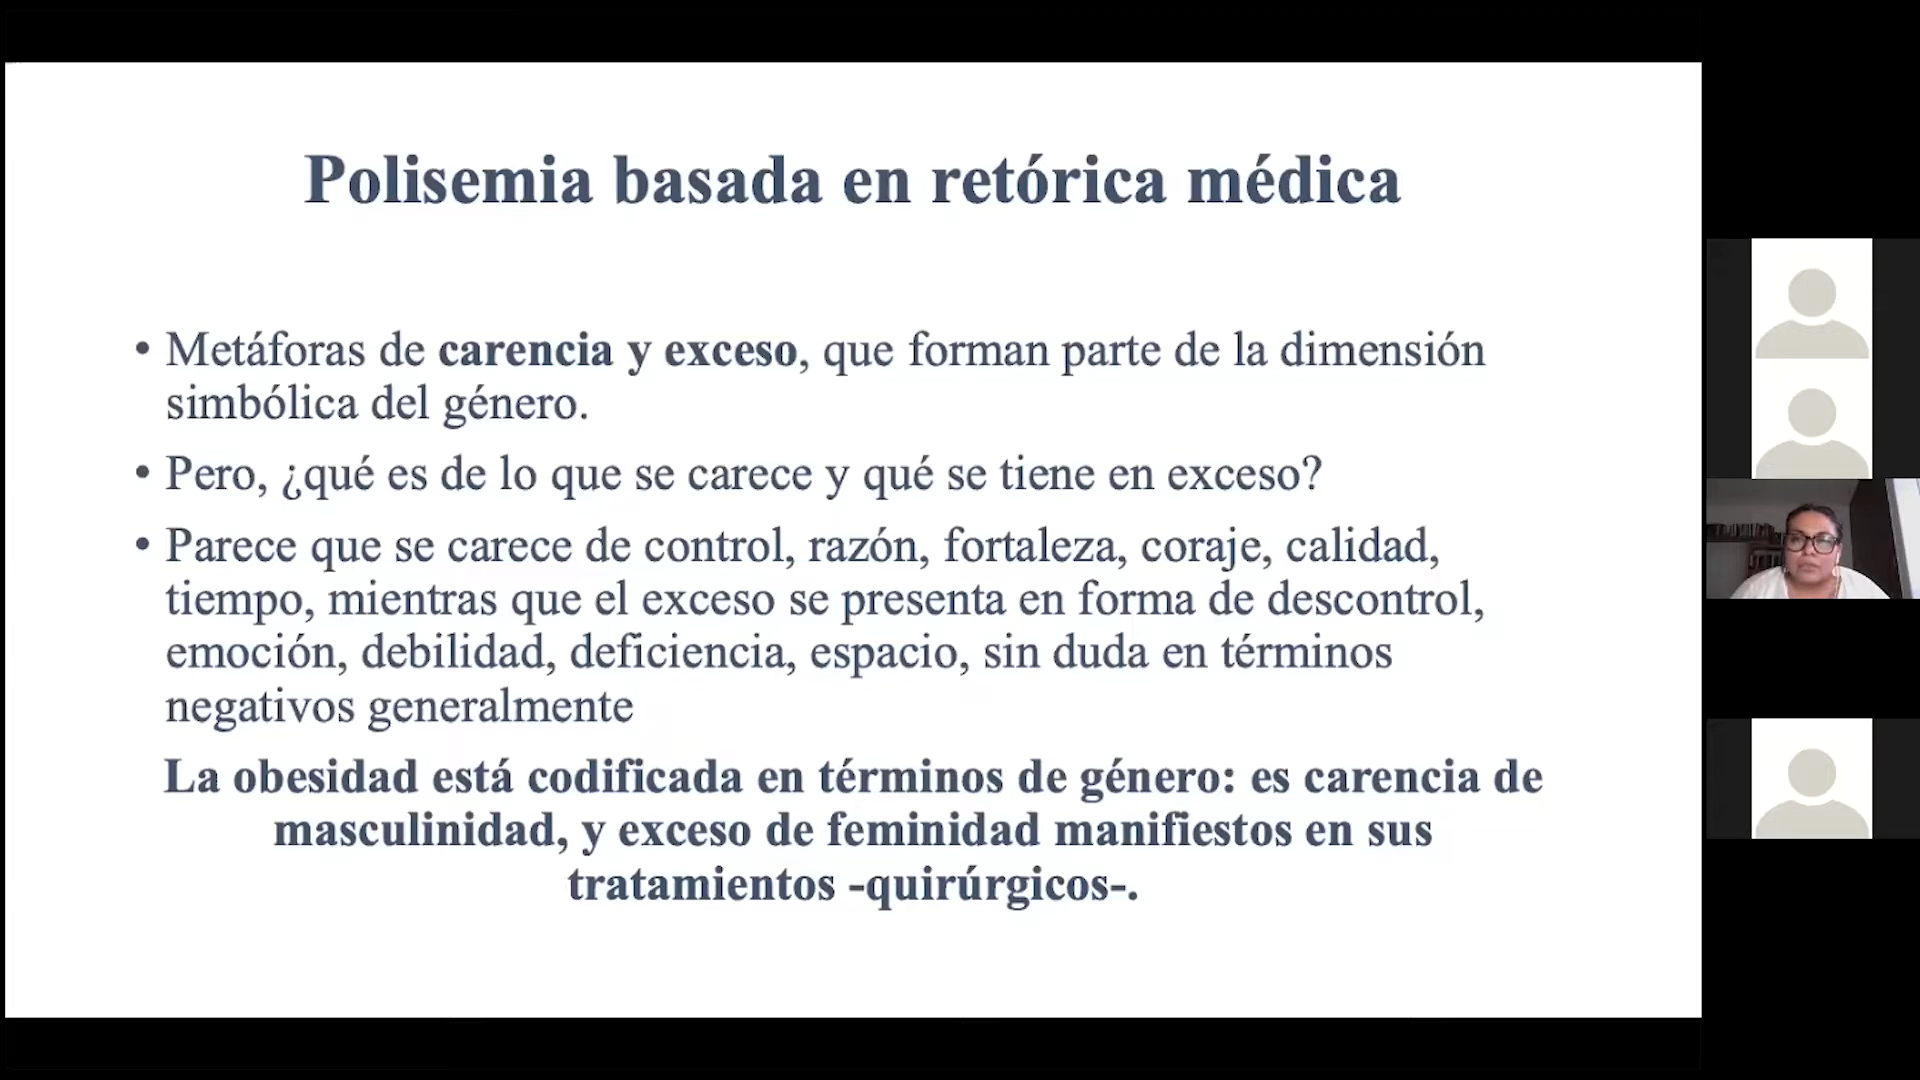 Polisemia basada en retórica médica
• Metáforas de carencia y exceso, que forman parte de la dimensión
simbólica del género.
• Pero, ¿qué es de lo que se carece y qué se tiene en exceso?
• Parece que se carece de control, razón, fortaleza, coraje, calidad,
tiempo, mientras que el exceso se presenta en forma de descontrol,
emoción, debilidad, deficiencia, espacio, sin duda en términos
negativos generalmente
La obesidad está codificada en términos de género: es carencia de
masculinidad, y exceso de feminidad manifiestos en sus
tratamientos -quirúrgicos-.